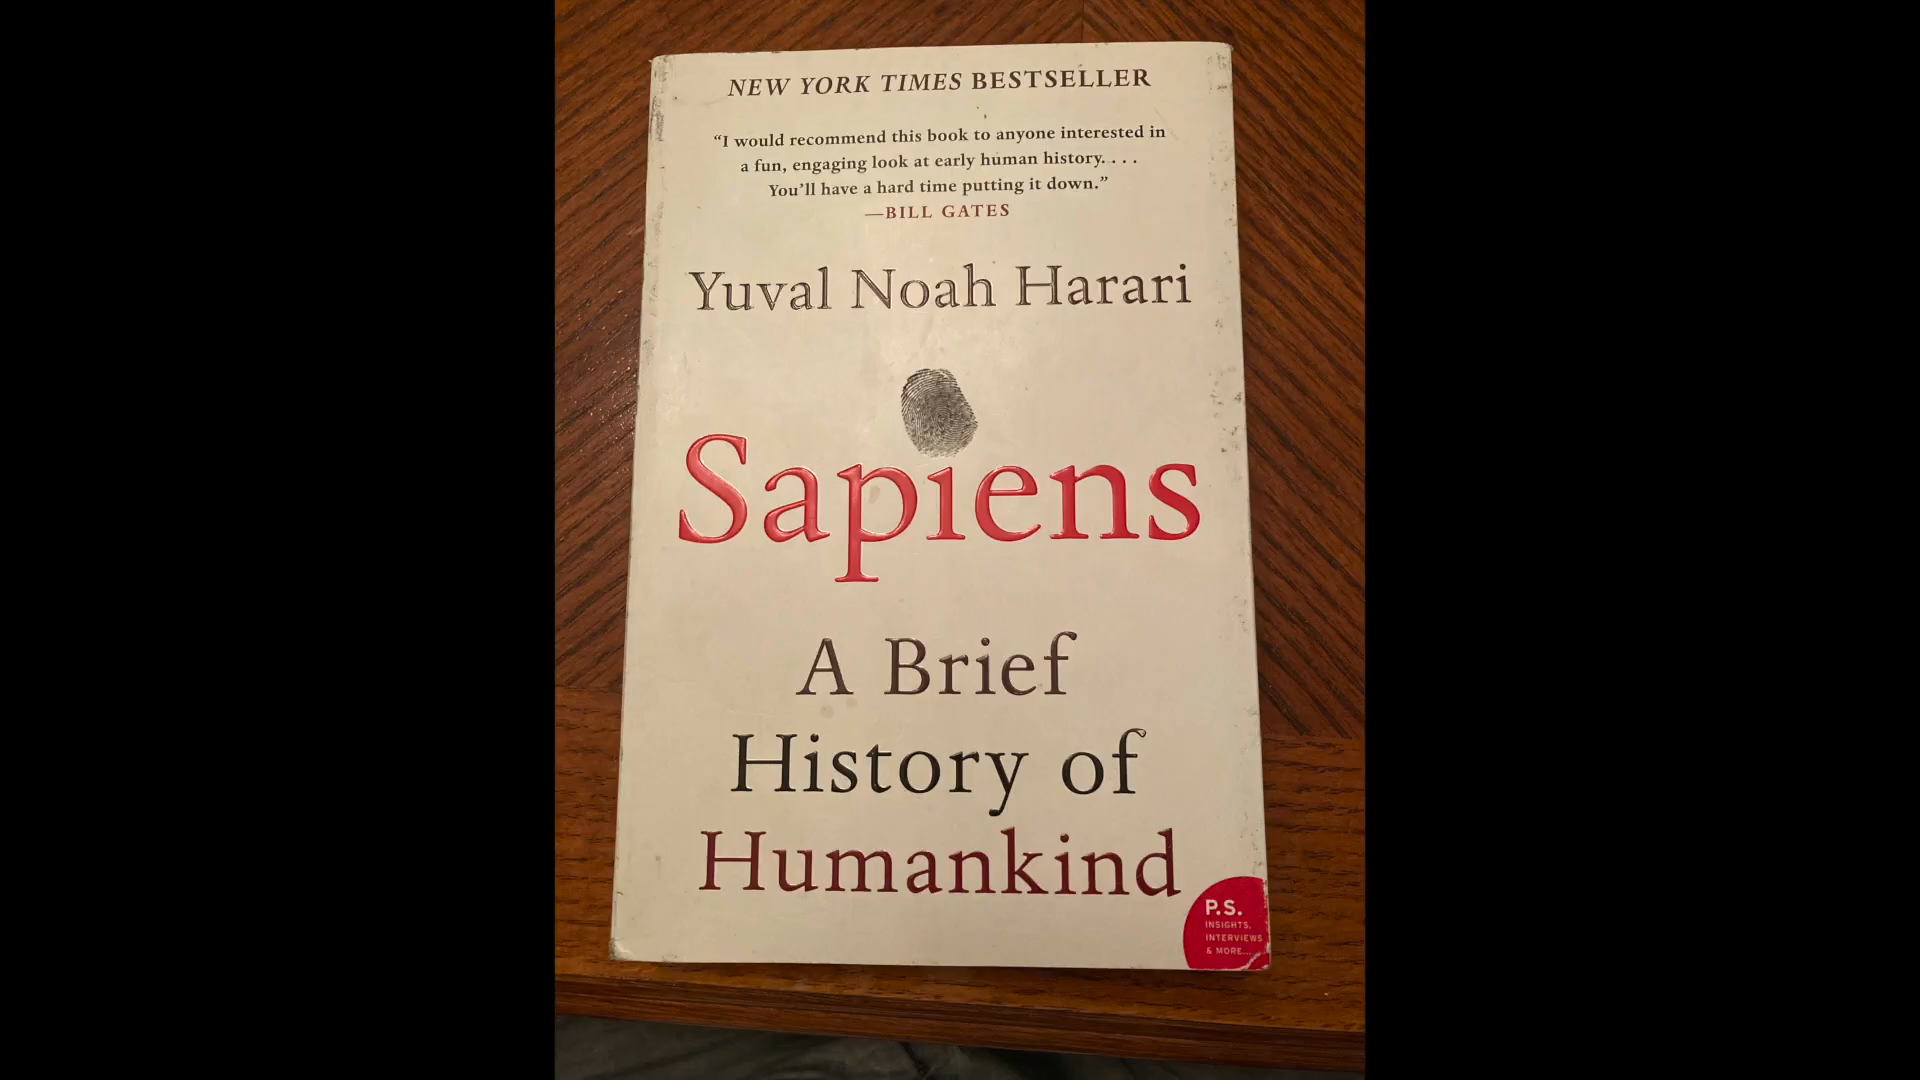 NEW YORK TIMES BESTSELLER
“I would recommend this book to anyone interested in
a fun, engaging look at early human history. . . .
You’ll have a hard time putting it down.”
—BILL GATES
Yuval Noah Harari
Sapiens
A Brief
History of
Humankind
P.S.
INSIGHTS,
INTERVIEWS
& MORE...